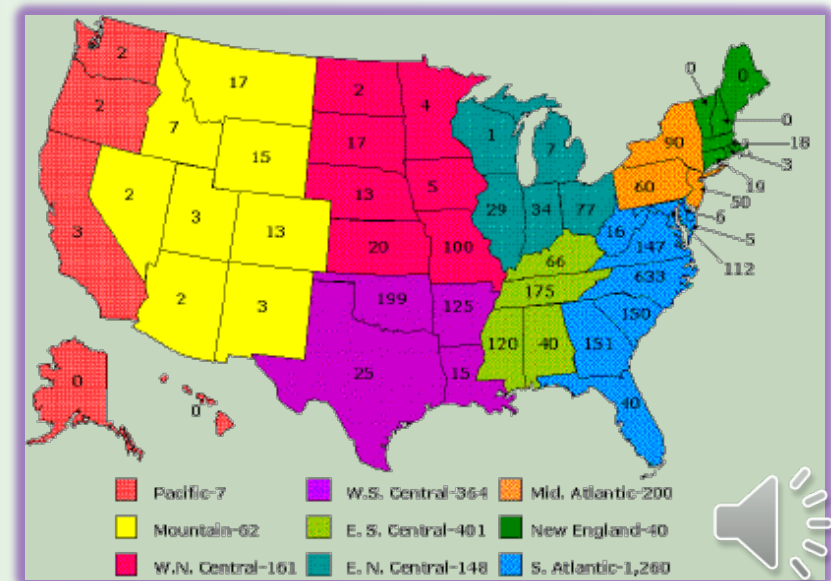 0 0
2 17 2 4 0
2 7 17 1 7 90 18
15 3
2 3 13 13 5 29 34 77 60 19
50
3 20 100 16 147 6
5
66 112
2 3 199 125 175 633
150
0 25 120 40 151
0 15 40
Pacific-7 W.S. Central-364 Mid. Atlantic-200
Mountain-62 E. S. Central-401 New England-40
W.N. Central-161 E. N. Central-148 S. Atlantic-1,260